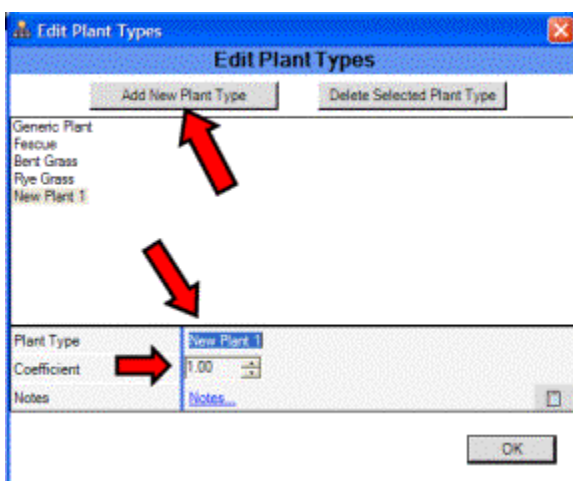 Edit Plant Types
Edit Plant Types
Add New Plant Type Delete Selected Plant Type
Generic Plant
Fescue
Bent Grass
Rye Grass
New Plant 1
Plant Type New Plant 1
Coefficient 1.00
Notes Notes...
OK